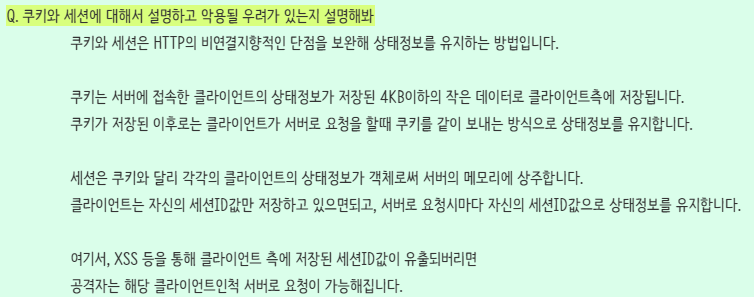 Q. 쿠키와 세션에 대해서 설명하고 악용될 우려가 있는지 설명해봐
쿠키와 세션은 HTTP의 비연결지향적인 단점을 보완해 상태정보를 유지하는 방법입니다.
쿠키는 서버에 접속한 클라이언트의 상태정보가 저장된 4KB이하의 작은 데이터로 클라이언트측에 저장됩니다.
쿠키가 저장된 이후로는 클라이언트가 서버로 요청을 할때 쿠키를 같이 보내는 방식으로 상태정보를 유지합니다.
세션은 쿠키와 달리 각각의 클라이언트의 상태정보가 객체로써 서버의 메모리에 상주합니다.
클라이언트는 자신의 세션ID값만 저장하고 있으면되고, 서버로 요청시마다 자신의 세션ID값으로 상태정보를 유지합니다.
여기서, XSS 등을 통해 클라이언트 측에 저장된 세션ID값이 유출되버리면
공격자는 해당 클라이언트인척 서버로 요청이 가능해집니다.